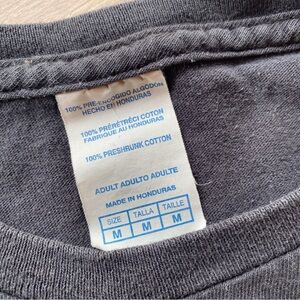 100% PRE-ENCOGIDO ALGODON
HECHO EN HONDURAS
100% PRÉRÉTRÉCI COTON
FABRIQUE AU HONDURAS
100% PRESHRUNK COTTON
ADULT ADULTO ADULTE
MADE IN HONDURAS
SIZE TALLA TAILLE
M M M